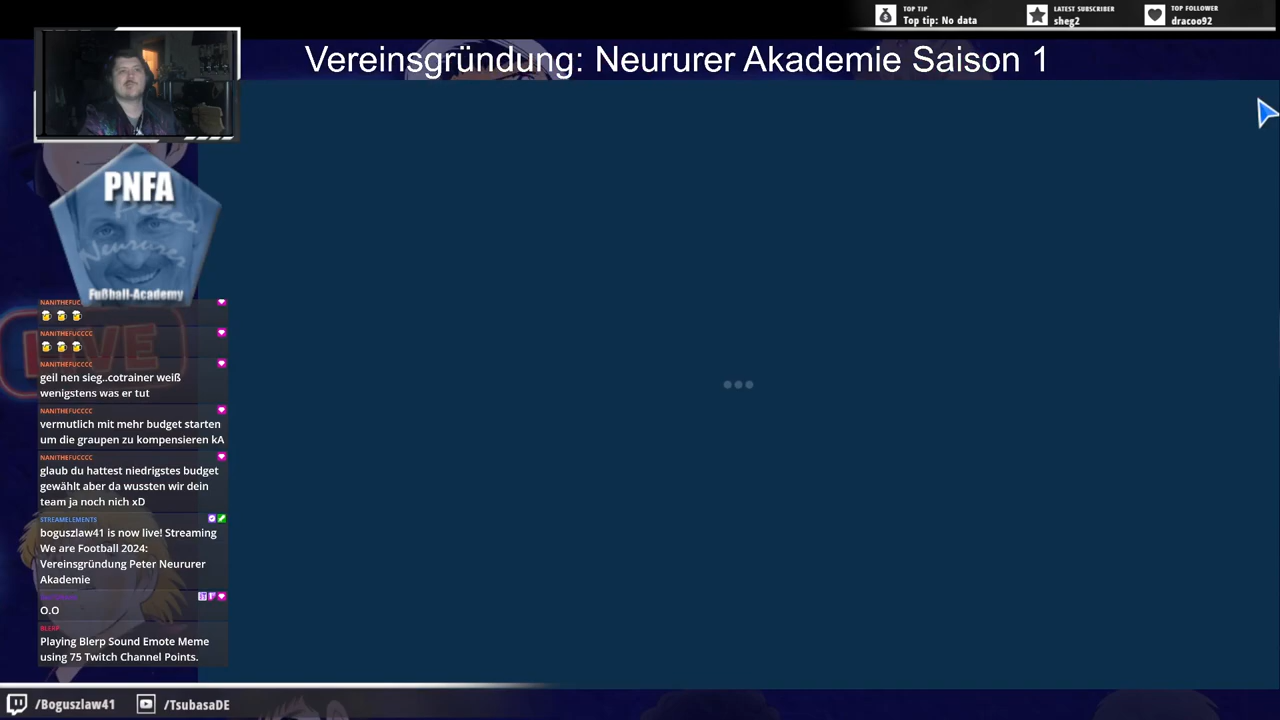 TOP TIP
Top tip: No data
LATEST SUBSCRIBER
sheg2
TOP FOLLOWER
dracoo92
Vereinsgründung: Neururer Akademie Saison 1
PNFA
Peter
Neururer
Fußball-Academy
LIVE
🍺 🍺 🍺
NANITHEFUCCCC
🍺 🍺 🍺
NANITHEFUCCCC
geil nen sieg..cotrainer weiß
wenigstens was er tut
NANITHEFUCCCC
vermutlich mit mehr budget starten
um die graupen zu kompensieren kA
NANITHEFUCCCC
glaub du hattest niedrigstes budget
gewählt aber da wussten wir dein
team ja noch nich xD
STREAMELEMENTS
boguszlaw41 is now live! Streaming
We are Football 2024:
Vereinsgründung Peter Neururer
Akademie
O.O
BLERP
Playing Blerp Sound Emote Meme
using 75 Twitch Channel Points.
/Boguszlaw41
/TsubasaDE